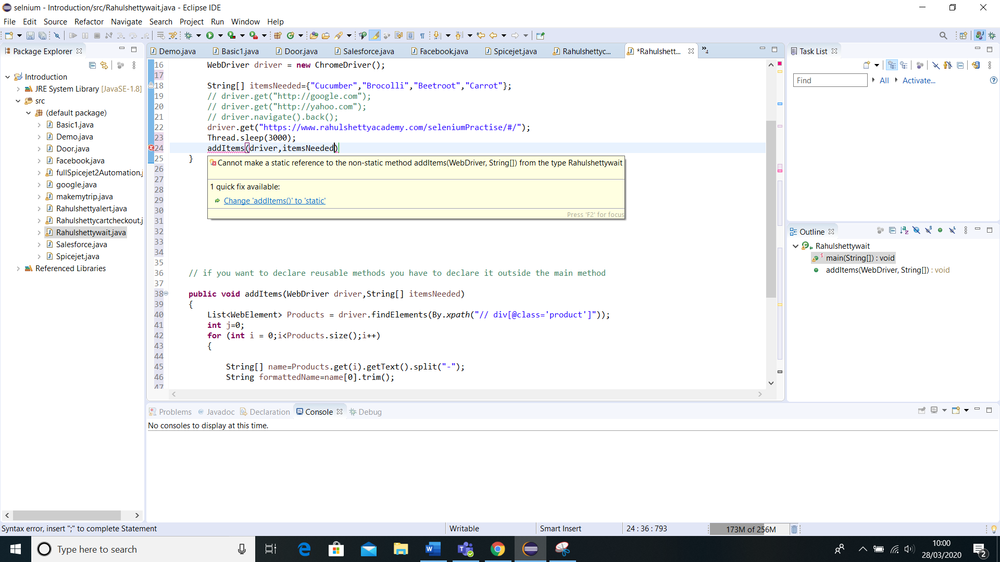 selnium - Introduction/src/Rahulshettywait.java - Eclipse IDE
File Edit Source Refactor Navigate Search Project Run Window Help
Package Explorer
Introduction
JRE System Library [JavaSE-1.8]
src
(default package)
Basic1.java
Demo.java
Door.java
Facebook.java
fullSpicejet2Automation.j
google.java
makemytrip.java
Rahulshettyalert.java
Rahulshettycartcheckout.j
Rahulshettywait.java
Salesforce.java
Spicejet.java
Referenced Libraries
Demo.java Basic1.java Door.java Salesforce.java Facebook.java Spicejet.java Rahulshettyc... *Rahulshett... »4
16 WebDriver driver = new ChromeDriver();
17
18 String[] itemsNeeded={"Cucumber","Brocolli","Beetroot","Carrot"};
19 // driver.get("http://google.com");
20 // driver.get("http://yahoo.com");
21 // driver.navigate().back();
22 driver.get("https://www.rahulshettyacademy.com/seleniumPractise/#/");
23 Thread.sleep(3000);
24 addItems(driver,itemsNeeded)
25 }
Cannot make a static reference to the non-static method addItems(WebDriver, String[]) from the type Rahulshettywait
1 quick fix available:
Change 'addItems()' to 'static'
Press 'F2' for focus
26
27
28
29
30
31
32
33
34
35
36 // if you want to declare reusable methods you have to declare it outside the main method
37
38 public void addItems(WebDriver driver,String[] itemsNeeded)
39 {
40 List<WebElement> Products = driver.findElements(By.xpath("// div[@class='product']"));
41 int j=0;
42 for (int i = 0;i<Products.size();i++)
43 {
44
45 String[] name=Products.get(i).getText().split("-");
46 String formattedName=name[0].trim();
47
Task List
Find All Activate...
Outline
Rahulshettywait
main(String[]) : void
addItems(WebDriver, String[]) : void
Problems @ Javadoc Declaration Console Debug
No consoles to display at this time.
Syntax error, insert ";" to complete Statement Writable Smart Insert 24 : 36 : 793 173M of 256M
Type here to search
10:00
28/03/2020
2